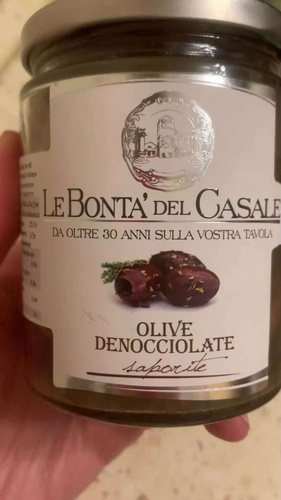 LE BONTA' DEL CASALE
DA OLTRE 30 ANNI SULLA VOSTRA TAVOLA
OLIVE
DENOCCIOLATE
saporite